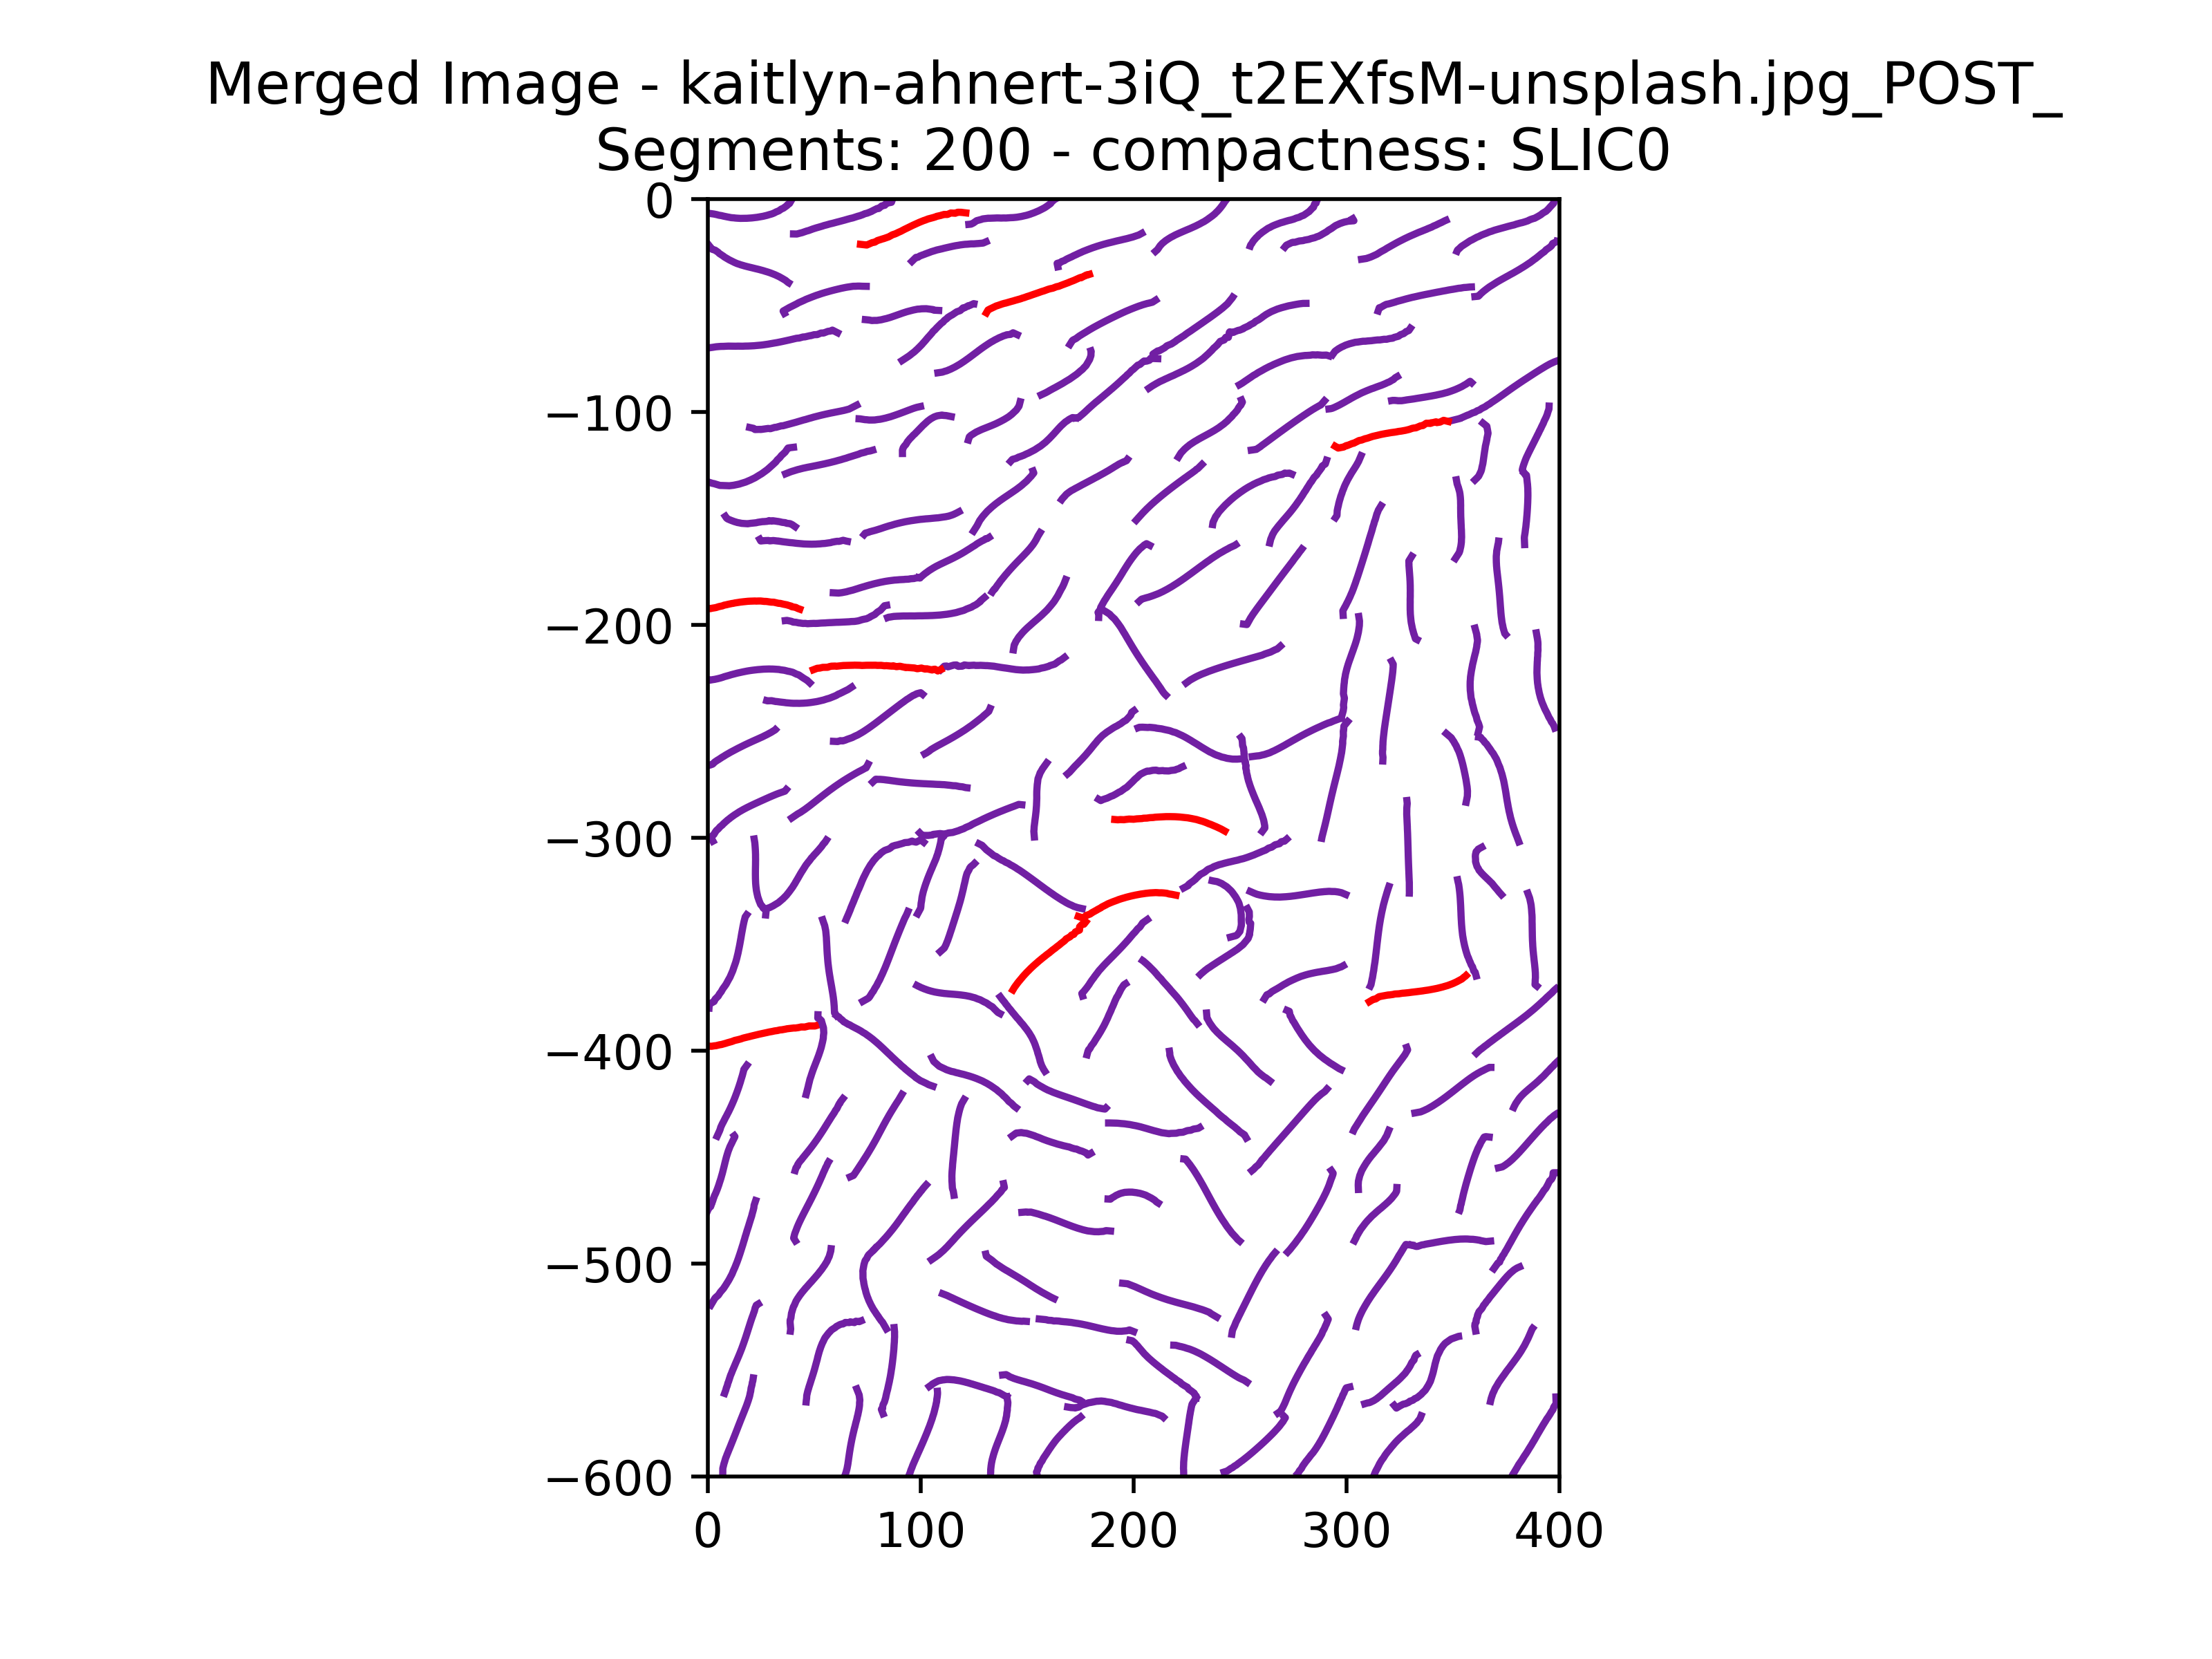 Merged Image - kaitlyn-ahnert-3iQ_t2EXfsM-unsplash.jpg_POST_
Segments: 200 - compactness: SLIC0
0
−100
−200
−300
−400
−500
−600
0 100 200 300 400